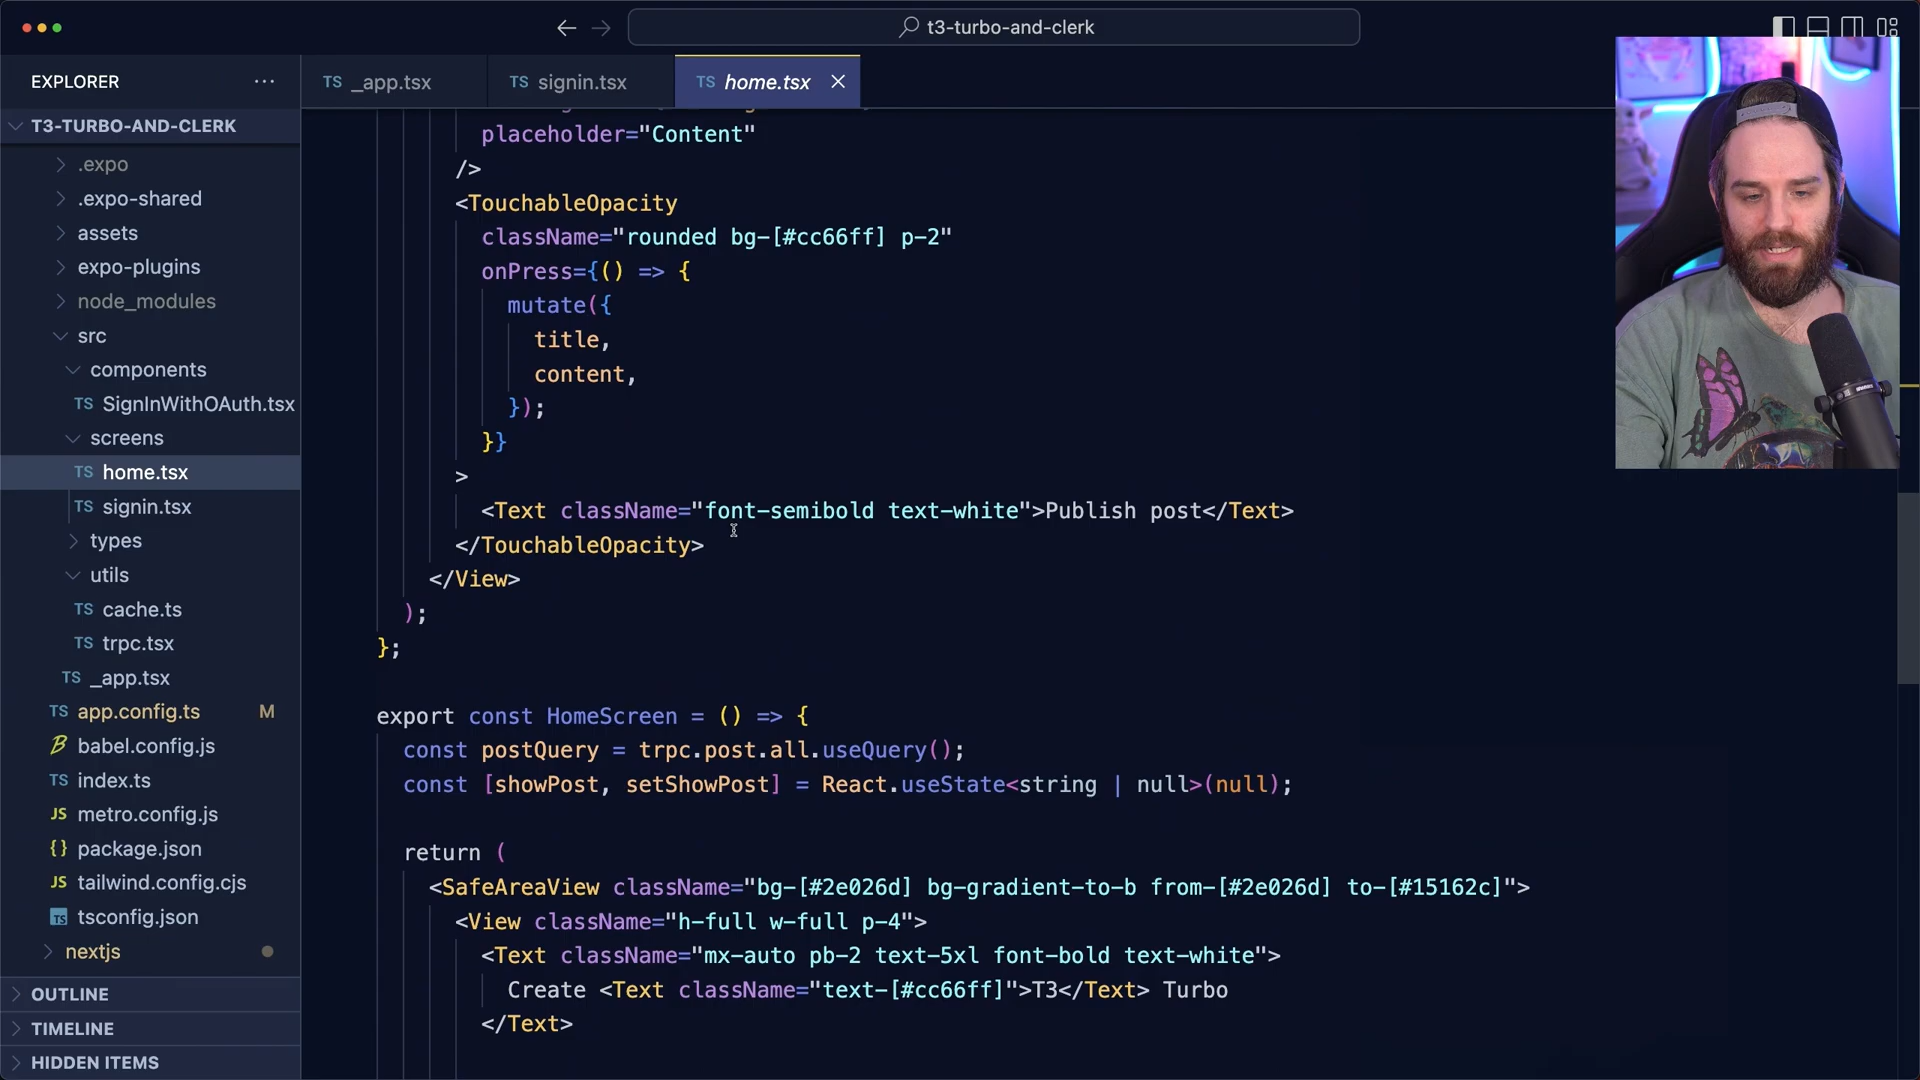 t3-turbo-and-clerk
EXPLORER
TS _app.tsx
TS signin.tsx
TS home.tsx
T3-TURBO-AND-CLERK
.expo
.expo-shared
assets
expo-plugins
node_modules
src
components
TS SignInWithOAuth.tsx
screens
TS home.tsx
TS signin.tsx
types
utils
TS cache.ts
TS trpc.tsx
TS _app.tsx
TS app.config.ts M
babel.config.js
TS index.ts
JS metro.config.js
{} package.json
JS tailwind.config.cjs
TS tsconfig.json
nextjs
OUTLINE
TIMELINE
HIDDEN ITEMS
placeholder="Content"
/>
<TouchableOpacity
className="rounded bg-[#cc66ff] p-2"
onPress={() => {
mutate({
title,
content,
});
}}
>
<Text className="font-semibold text-white">Publish post</Text>
</TouchableOpacity>
</View>
);
};
export const HomeScreen = () => {
const postQuery = trpc.post.all.useQuery();
const [showPost, setShowPost] = React.useState<string | null>(null);
return (
<SafeAreaView className="bg-[#2e026d] bg-gradient-to-b from-[#2e026d] to-[#15162c]">
<View className="h-full w-full p-4">
<Text className="mx-auto pb-2 text-5xl font-bold text-white">
Create <Text className="text-[#cc66ff]">T3</Text> Turbo
</Text>